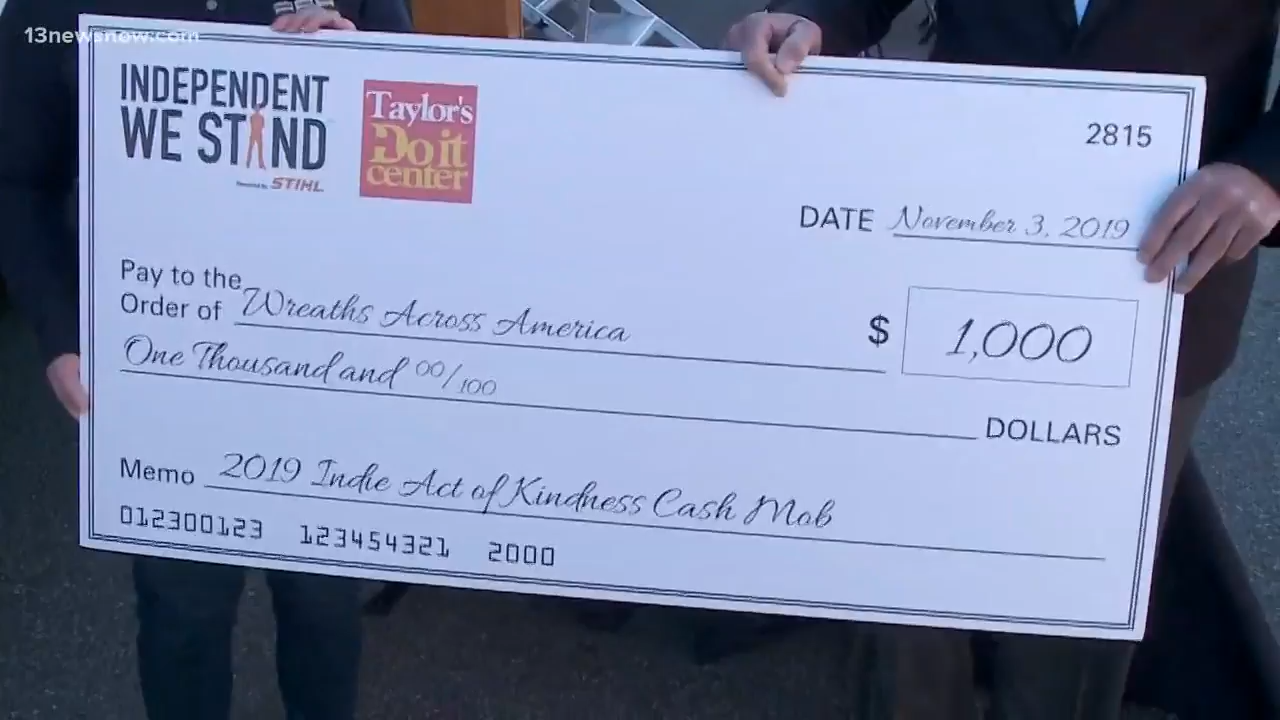 13newsnow.com
INDEPENDENT
WE STAND
Powered by STIHL
Taylor's
Do it
center
2815
DATE November 3, 2019
Pay to the
Order of Wreaths Across America
$ 1,000
One Thousand and 00/100
DOLLARS
Memo 2019 Indie Act of Kindness Cash Mob
012300123 123454321 2000